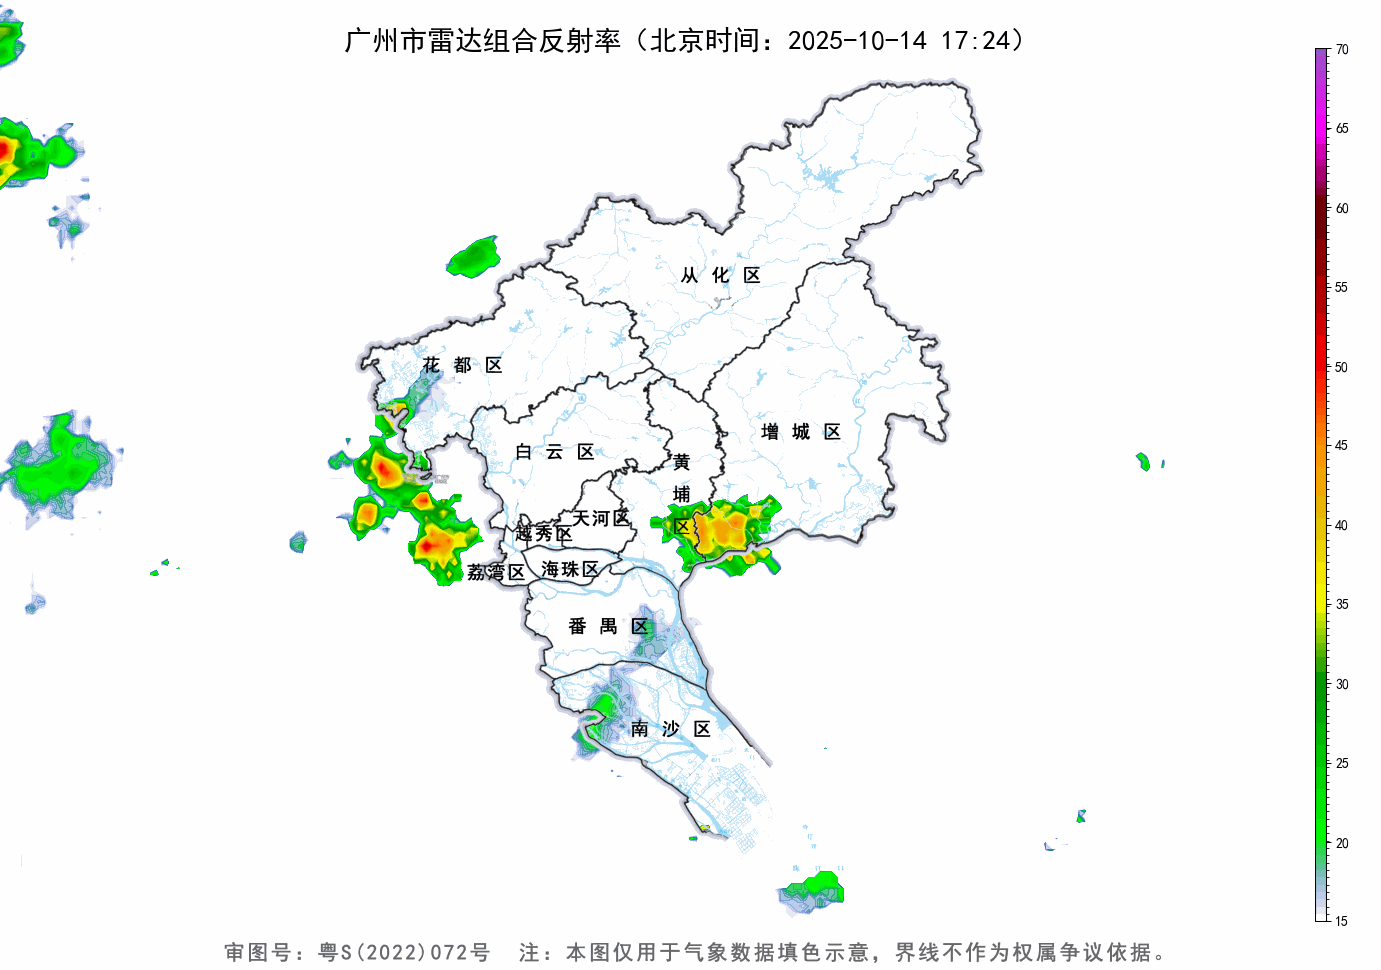 广州市雷达组合反射率（北京时间：2025-10-14 17:24）
70
65
60
55
50
45
40
35
30
25
20
15
从化区
花都区
增城区
白云区
黄埔区
天河区
越秀区
荔湾区
海珠区
番禺区
南沙区
审图号：粤S(2022)072号 注：本图仅用于气象数据填色示意，界线不作为权属争议依据。